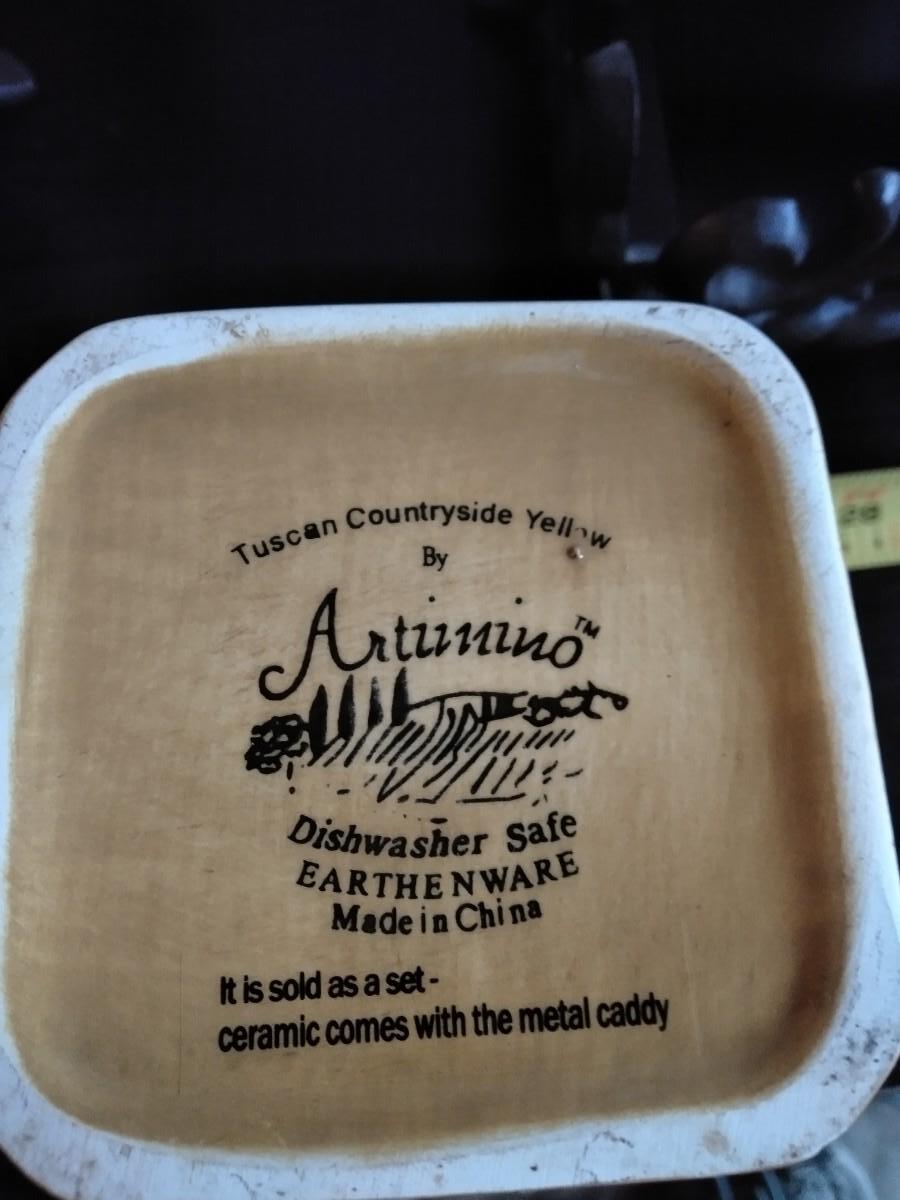 Tuscan Countryside Yellow
By
Artimino™
Dishwasher Safe
EARTHENWARE
Made in China
It is sold as a set -
ceramic comes with the metal caddy